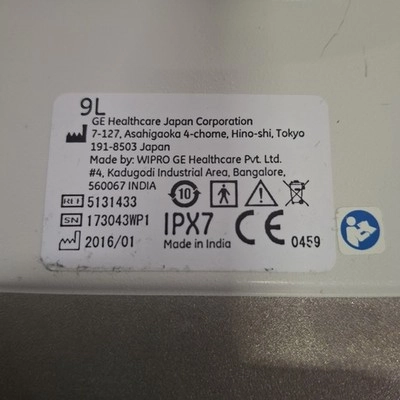 9L
GE Healthcare Japan Corporation
7-127, Asahigaoka 4-chome, Hino-shi, Tokyo
191-8503 Japan
Made by: WIPRO GE Healthcare Pvt. Ltd.
#4, Kadugodi Industrial Area, Bangalore,
560067 INDIA
REF 5131433
SN 173043WP1
2016/01
10
IPX7
Made in India
CE 0459